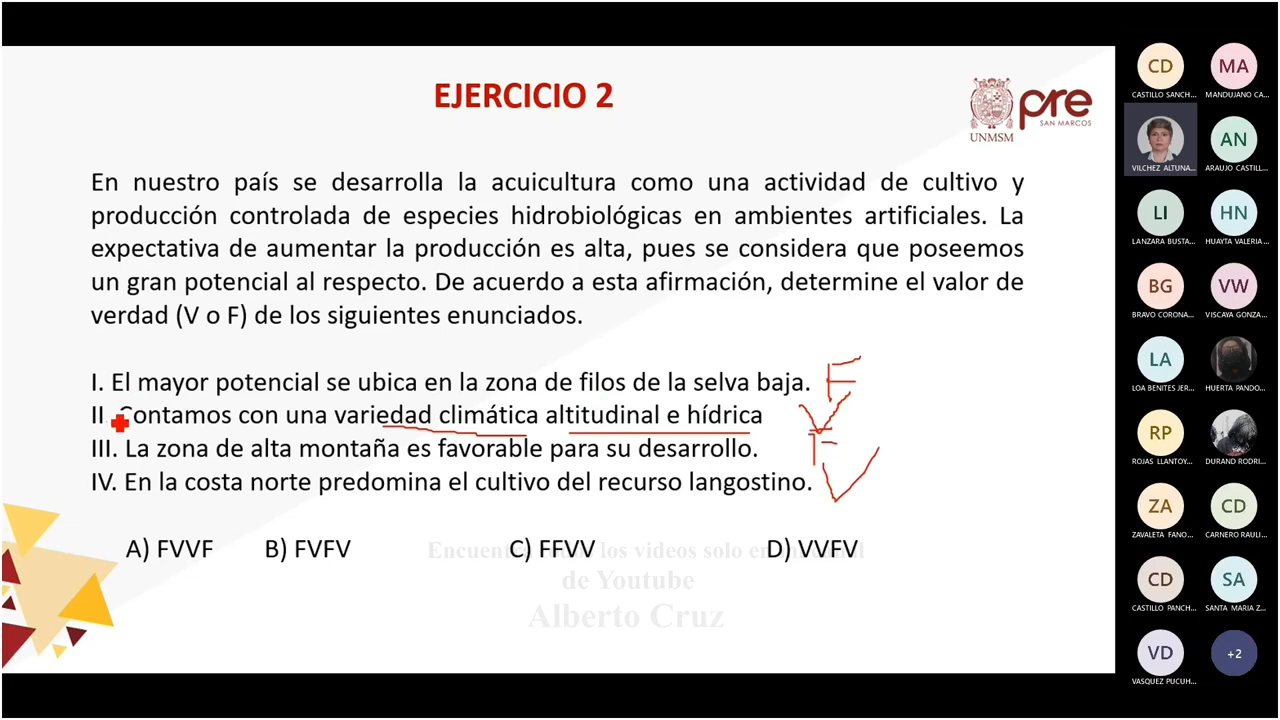 EJERCICIO 2
UNMSM
pre
SAN MARCOS
En nuestro país se desarrolla la acuicultura como una actividad de cultivo y
producción controlada de especies hidrobiológicas en ambientes artificiales. La
expectativa de aumentar la producción es alta, pues se considera que poseemos
un gran potencial al respecto. De acuerdo a esta afirmación, determine el valor de
verdad (V o F) de los siguientes enunciados.
I. El mayor potencial se ubica en la zona de filos de la selva baja. F
II. Contamos con una variedad climática altitudinal e hídrica V
III. La zona de alta montaña es favorable para su desarrollo. F
IV. En la costa norte predomina el cultivo del recurso langostino. V
A) FVVF B) FVFV C) FFVV D) VVFV
los videos solo en
de Youtube
Alberto Cruz
CD MA
CASTILLO SANCH... MANDUJANO CA...
AN
VILCHEZ ALTUNA... ARAUJO CASTILL...
LI HN
LANZARA BUSTA... HUAYTA VALERIA...
BG VW
BRAVO CORONA... VISCAYA GONZA...
LA
LOA BENITES JER... HUERTA PANDO...
RP
ROJAS LLANTOY... DURAND RODRI...
ZA CD
ZAVALETA FANO... CARNERO RAULI...
CD SA
CASTILLO PANCH... SANTA MARIA Z...
VD +2
VASQUEZ PUCUH...